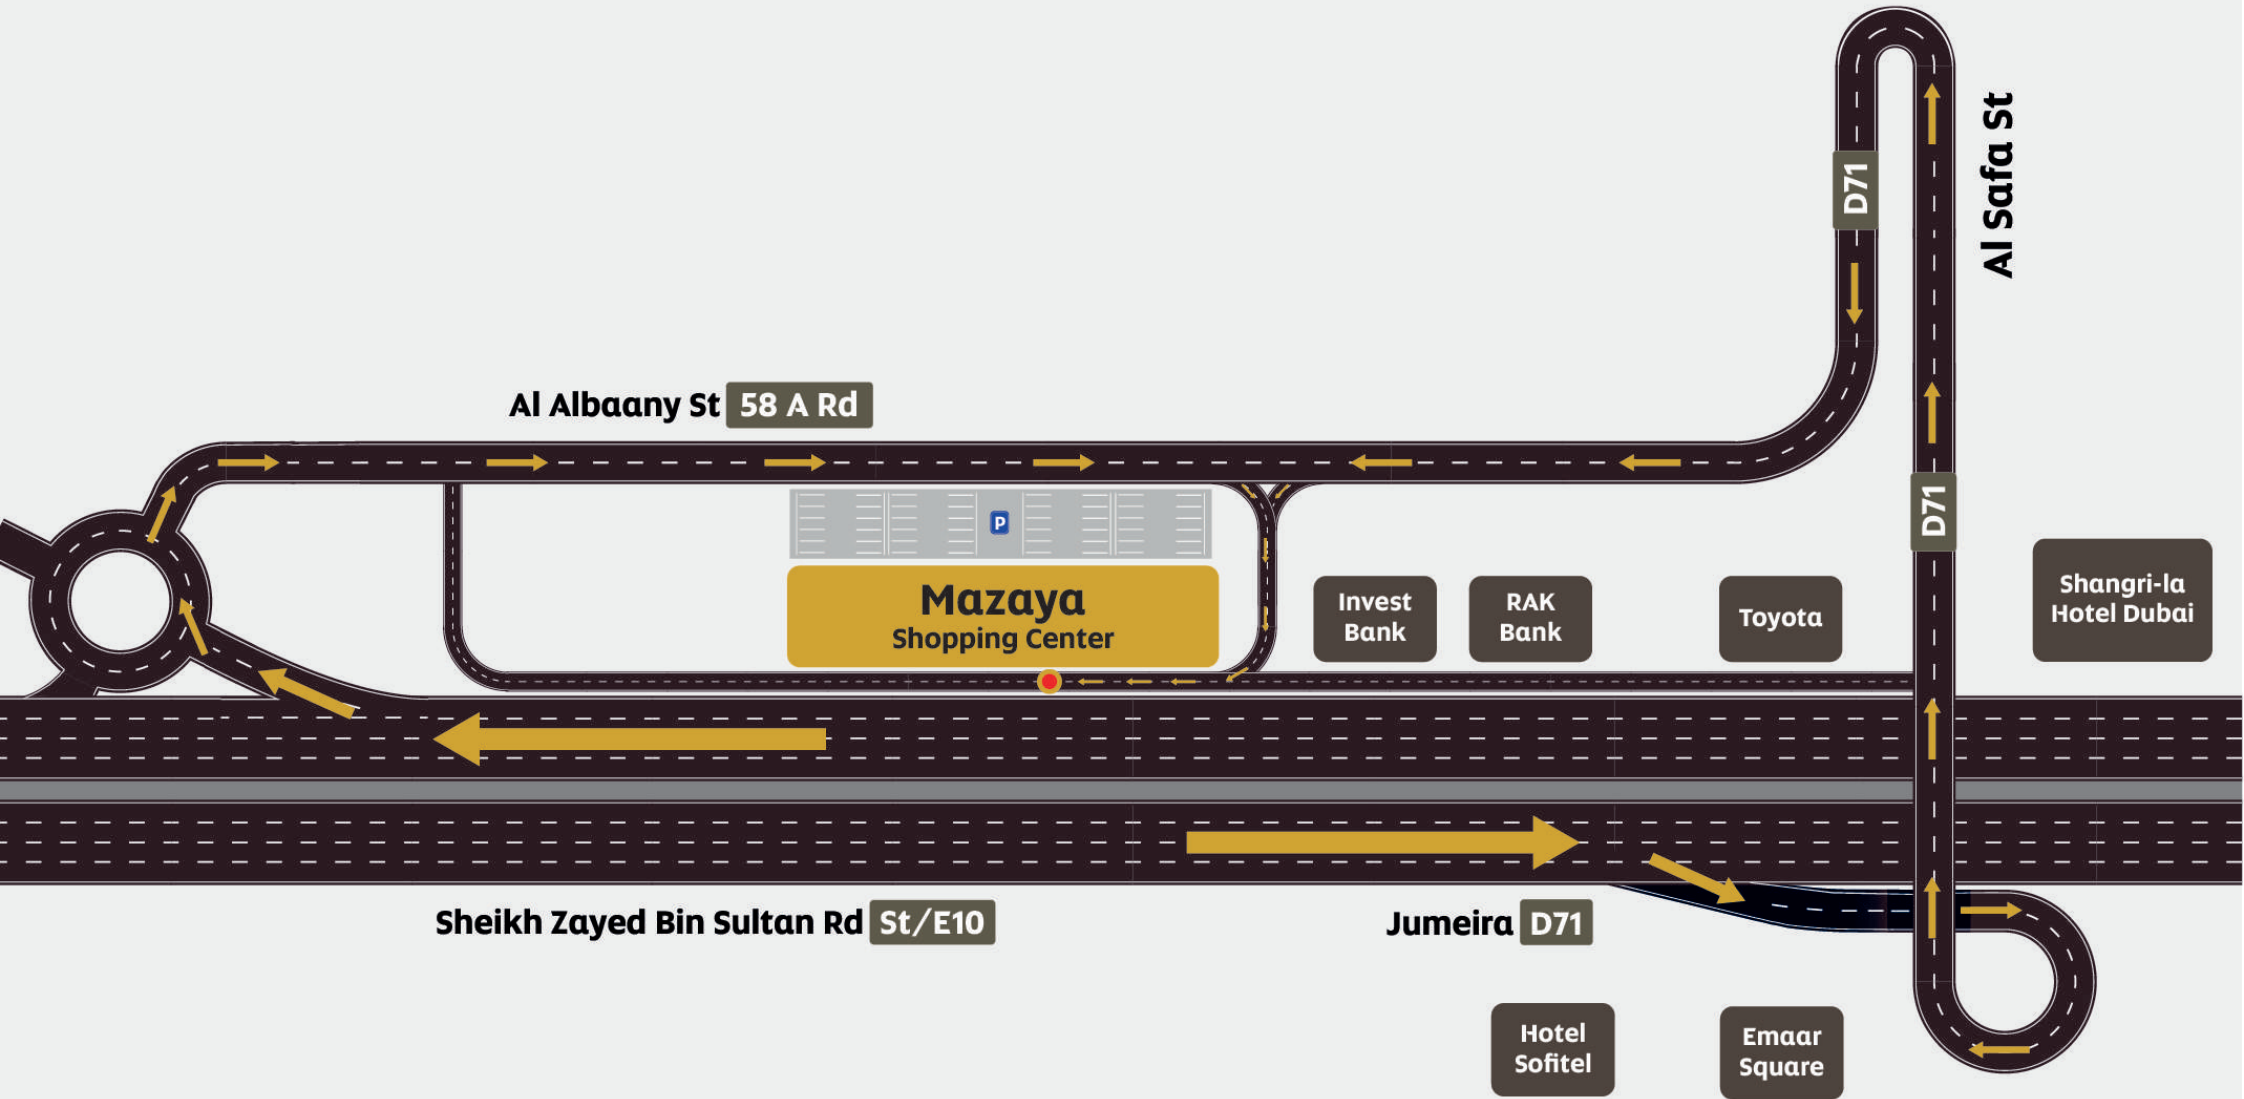 D71
Al Safa St
Al Albaany St 58 A Rd
P
D71
Mazaya
Shopping Center
Invest
Bank
RAK
Bank
Toyota
Shangri-la
Hotel Dubai
Sheikh Zayed Bin Sultan Rd St/E10
Jumeira D71
Hotel
Sofitel
Emaar
Square